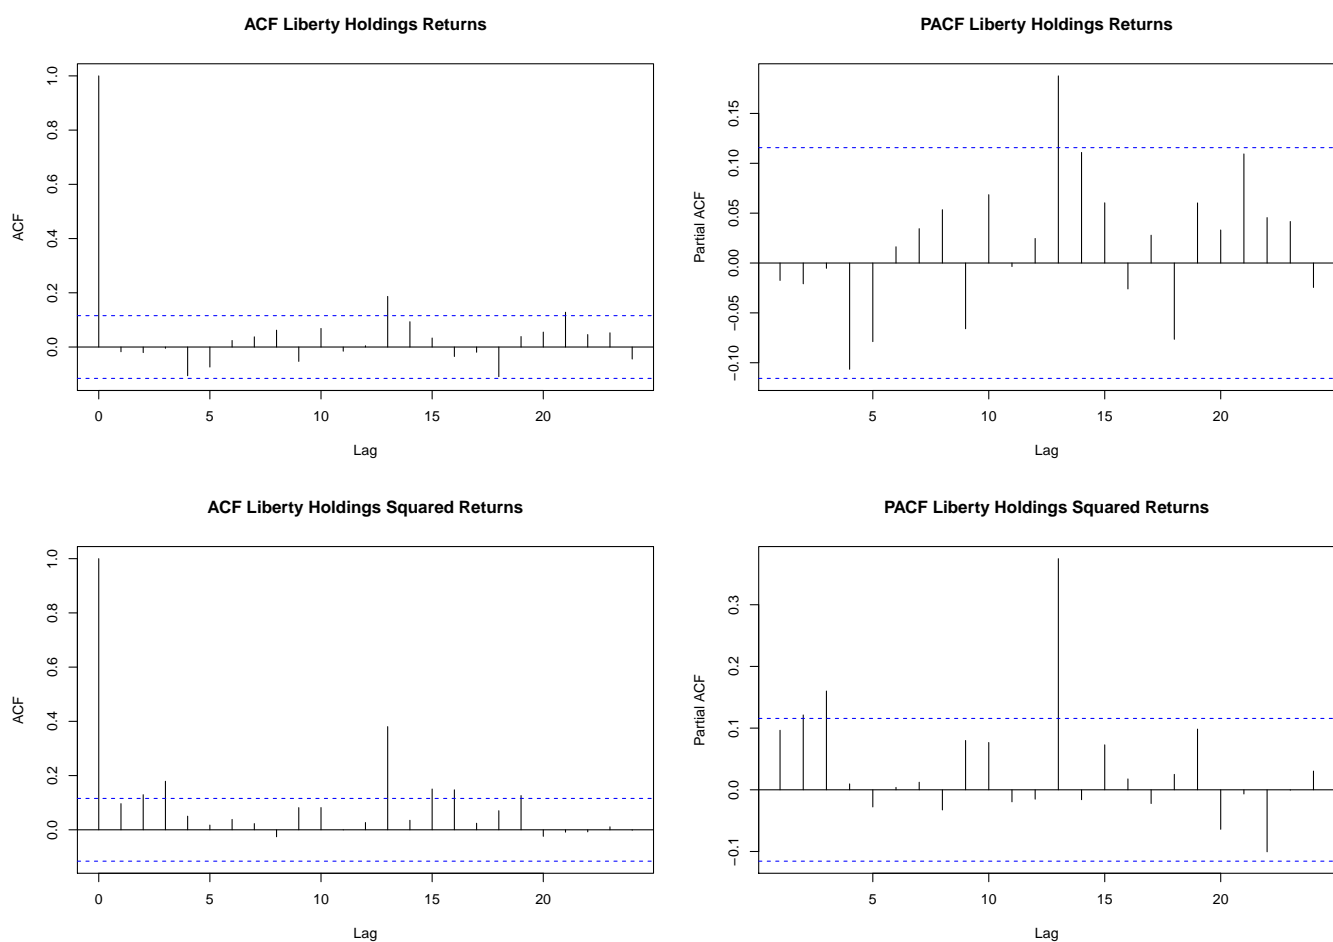 ACF Liberty Holdings Returns
ACF
1.0
0.8
0.6
0.4
0.2
0.0
0 5 10 15 20
Lag
PACF Liberty Holdings Returns
Partial ACF
0.15
0.10
0.05
0.00
−0.05
−0.10
5 10 15 20
Lag
ACF Liberty Holdings Squared Returns
ACF
1.0
0.8
0.6
0.4
0.2
0.0
0 5 10 15 20
Lag
PACF Liberty Holdings Squared Returns
Partial ACF
0.3
0.2
0.1
0.0
−0.1
5 10 15 20
Lag